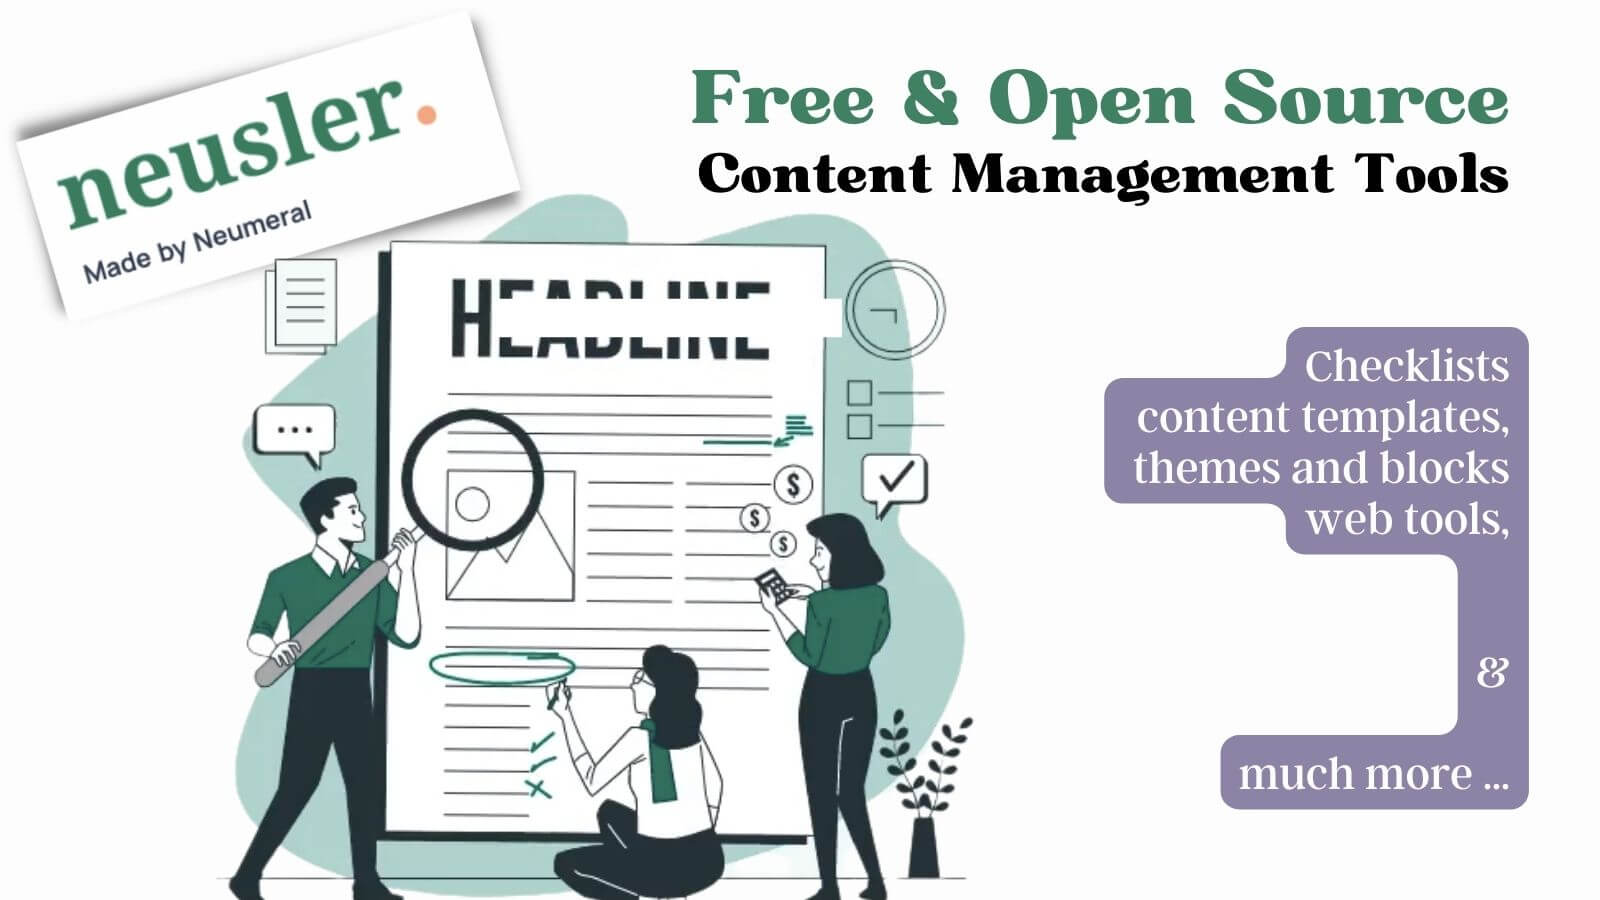 neusler.
Made by Neumeral
Free & Open Source
Content Management Tools
HEADLINE
$
$
$
Checklists
content templates,
themes and blocks
web tools,
&
much more ...